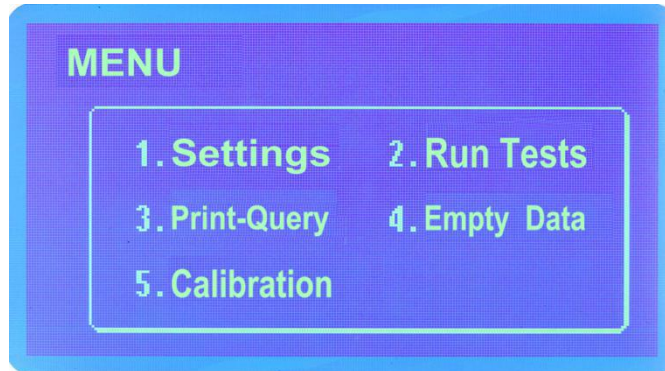 MENU
1.Settings 2.Run Tests
3.Print-Query 4.Empty Data
5.Calibration